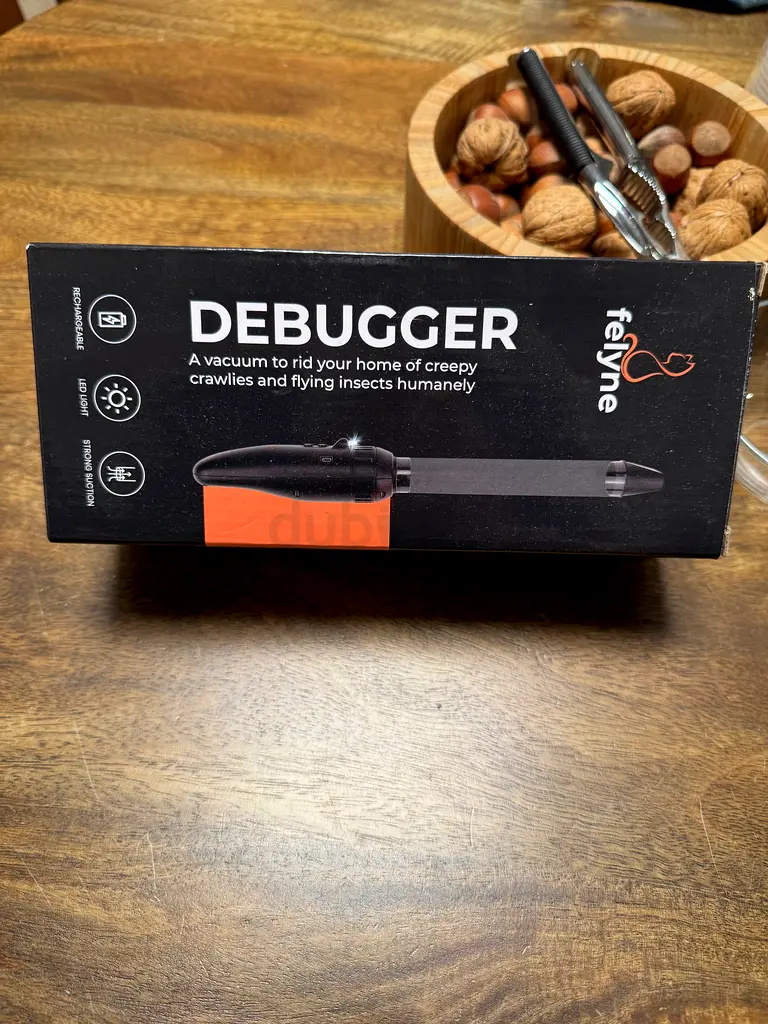 RECHARGEABLE
LED LIGHT
STRONG SUCTION
DEBUGGER
A vacuum to rid your home of creepy
crawlies and flying insects humanely
felyne